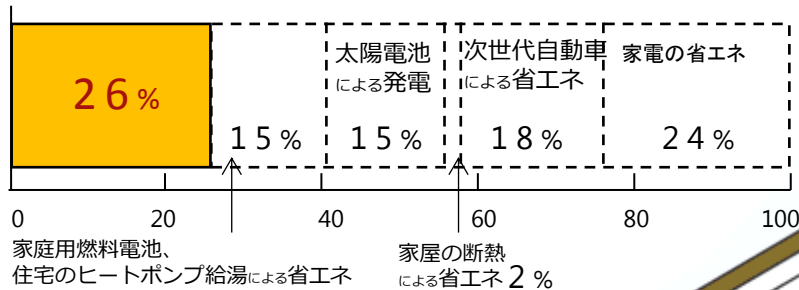 太陽電池
による発電
次世代自動車
による省エネ
家電の省エネ
26%
15%
15%
18%
24%
0 20 40 60 80 100
家庭用燃料電池、
住宅のヒートポンプ給湯による省エネ
家屋の断熱
による省エネ2%